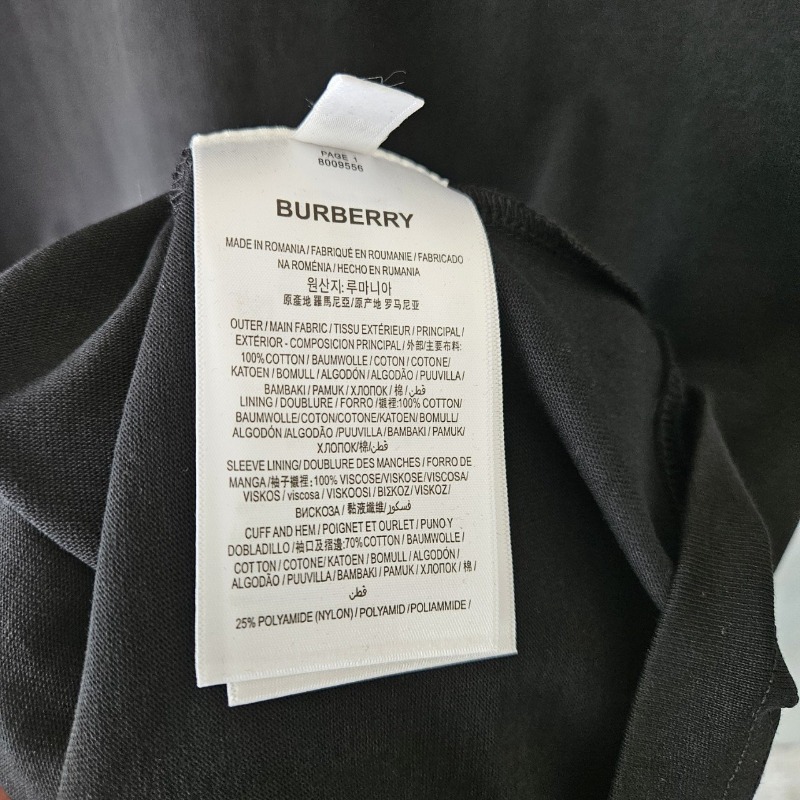 PAGE 1
8009556
BURBERRY
MADE IN ROMANIA / FABRIQUÉ EN ROUMANIE / FABRICADO
NA ROMÉNIA / HECHO EN RUMANIA
원산지: 루마니아
原產地 羅馬尼亞/原产地 罗马尼亚
OUTER / MAIN FABRIC / TISSU EXTÉRIEUR / PRINCIPAL /
EXTÉRIOR - COMPOSICION PRINCIPAL / 外部/主要布料:
100% COTTON / BAUMWOLLE / COTON / COTONE/
KATOEN / BOMULL / ALGODÓN / ALGODÃO / PUUVILLA /
BAMBAKI / PAMUK / ХЛОПОК / 棉 / قطن
LINING / DOUBLURE / FORRO / 襯裡:100% COTTON/
BAUMWOLLE/COTON/COTONE/KATOEN/ BOMULL/
ALGODÓN /ALGODÃO /PUUVILLA / BAMBAKI / PAMUK/
ХЛОПОК/棉/قطن
SLEEVE LINING/ DOUBLURE DES MANCHES / FORRO DE
MANGA /袖子襯裡: 100% VISCOSE/VISKOSE/VISCOSA/
VISKOS / viscosa / VISKOOSI / ΒΙΣΚΟΖ / VISKOZ /
ВИСКОЗА / 黏液纖維/فسكوز
CUFF AND HEM / POIGNET ET OURLET / PUNO Y
DOBLADILLO / 袖口及摺邊:70% COTTON / BAUMWOLLE /
COTTON / COTONE/ KATOEN / BOMULL / ALGODÓN /
ALGODÃO / PUUVILLA / BAMBAKI / PAMUK / ХЛОПОК / 棉 /
قطن
25% POLYAMIDE (NYLON) / POLYAMID / POLIAMMIDE /